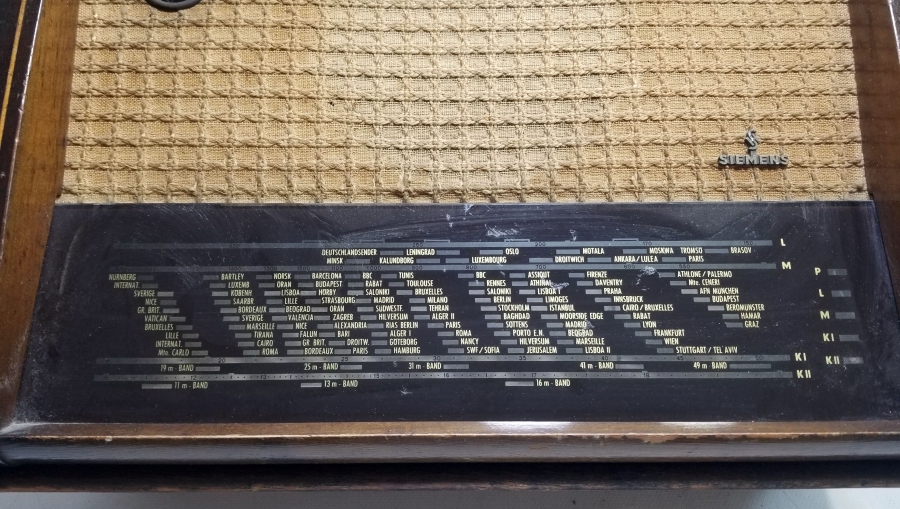 SIEMENS
DEUTSCHLANDSENDER LENINGRAD OSLO MOTALA MOSKWA TROMSO BRASOV L
MINSK KALUNDBORG LUXEMBOURG DROITWICH ANKARA/LULEA PARIS
M
NURNBERG BARTLEY NORSK BARCELONA BBC TUNIS BBC ASSIOUT FIRENZE ATHLONE/PALERMO P
INTERNAT. LUXEMB ORAN BUDAPEST RABAT TOULOUSE RENNES DAVENTRY Mte. CENERI
SVERIGE KOBENH LISBOA HORBY SALONIKI BRUXELLES SALONIKI LISBOA I PRAHA AFN MUNCHEN L
NICE SAARBR LILLE STRASBOURG MADRID MILANO BERLIN LIMOGES INNSBRUCK BUDAPEST
GR. BRIT. BORDEAUX BEOGRAD ORAN SUDWESTF. TEHRAN STOCKHOLM ISTANBUL CAIRO/BRUXELLES BEROMUNSTER
VATICAN SVERIGE VALENCIA ZAGREB HILVERSUM ALGER II BAGHDAD MOORSIDE EDGE RABAT HAMAR M
BRUXELLES MARSEILLE NICE ALEXANDRIA RIAS BERLIN PARIS SOTTENS MADRID LYON GRAZ
LILLE TIRANA FALUN BARI ALGER I ROMA PORTO E.N. BEOGRAD FRANKFURT
INTERNAT. CAIRO GR. BRIT. DROITW. GOTEBORG NANCY HILVERSUM MARSEILLE WIEN KI
Mte. CARLO ROMA BORDEAUX PARIS HAMBURG SWF/SOFIA JERUSALEM LISBOA II STUTTGART/TEL AVIV
KI KII
19 m - BAND 25 m - BAND 31 m - BAND 41 m - BAND 49 m - BAND
KII
11 m - BAND 13 m - BAND 16 m - BAND